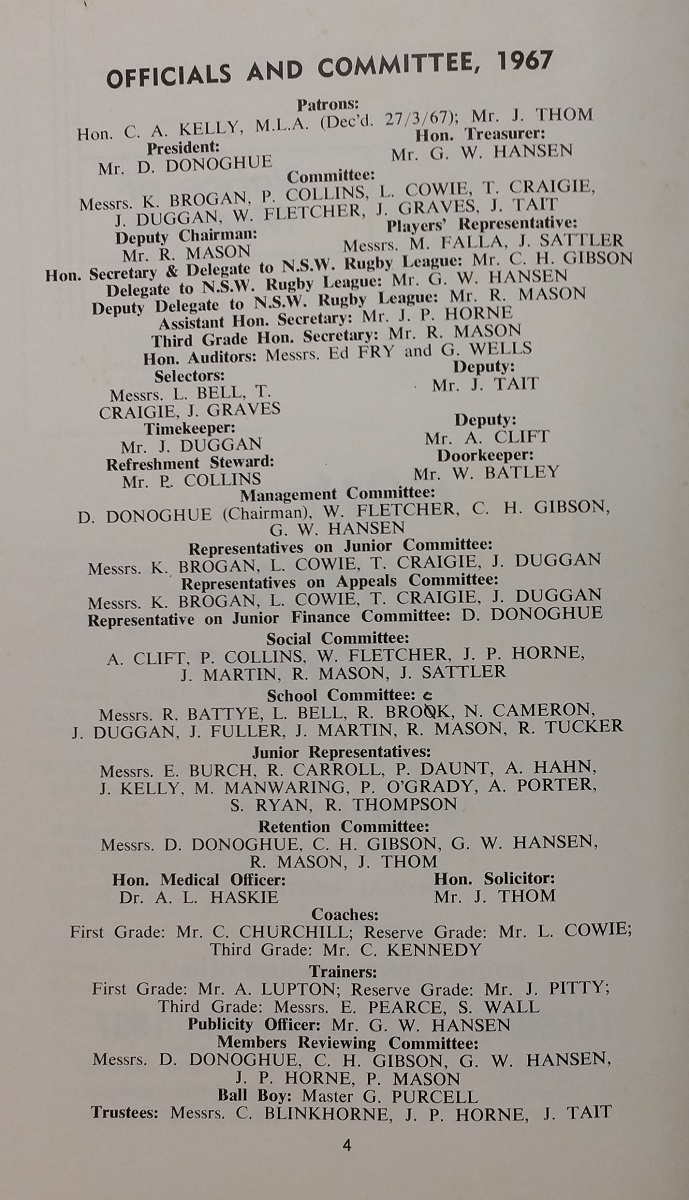 OFFICIALS AND COMMITTEE, 1967
Patrons:
Hon. C. A. KELLY, M.L.A. (Dec'd. 27/3/67); Mr. J. THOM
President: Hon. Treasurer:
Mr. D. DONOGHUE Mr. G. W. HANSEN
Committee:
Messrs. K. BROGAN, P. COLLINS, L. COWIE, T. CRAIGIE,
J. DUGGAN, W. FLETCHER, J. GRAVES, J. TAIT
Deputy Chairman: Players' Representative:
Mr. R. MASON Messrs. M. FALLA, J. SATTLER
Hon. Secretary & Delegate to N.S.W. Rugby League: Mr. C. H. GIBSON
Delegate to N.S.W. Rugby League: Mr. G. W. HANSEN
Deputy Delegate to N.S.W. Rugby League: Mr. R. MASON
Assistant Hon. Secretary: Mr. J. P. HORNE
Third Grade Hon. Secretary: Mr. R. MASON
Hon. Auditors: Messrs. Ed FRY and G. WELLS
Selectors: Deputy:
Messrs. L. BELL, T. Mr. J. TAIT
CRAIGIE, J. GRAVES
Timekeeper: Deputy:
Mr. J. DUGGAN Mr. A. CLIFT
Refreshment Steward: Doorkeeper:
Mr. P. COLLINS Mr. W. BATLEY
Management Committee:
D. DONOGHUE (Chairman), W. FLETCHER, C. H. GIBSON,
G. W. HANSEN
Representatives on Junior Committee:
Messrs. K. BROGAN, L. COWIE, T. CRAIGIE, J. DUGGAN
Representatives on Appeals Committee:
Messrs. K. BROGAN, L. COWIE, T. CRAIGIE, J. DUGGAN
Representative on Junior Finance Committee: D. DONOGHUE
Social Committee:
A. CLIFT, P. COLLINS, W. FLETCHER, J. P. HORNE,
J. MARTIN, R. MASON, J. SATTLER
School Committee: c
Messrs. R. BATTYE, L. BELL, R. BROOK, N. CAMERON,
J. DUGGAN, J. FULLER, J. MARTIN, R. MASON, R. TUCKER
Junior Representatives:
Messrs. E. BURCH, R. CARROLL, P. DAUNT, A. HAHN,
J. KELLY, M. MANWARING, P. O'GRADY, A. PORTER,
S. RYAN, R. THOMPSON
Retention Committee:
Messrs. D. DONOGHUE, C. H. GIBSON, G. W. HANSEN,
R. MASON, J. THOM
Hon. Medical Officer: Hon. Solicitor:
Dr. A. L. HASKIE Mr. J. THOM
Coaches:
First Grade: Mr. C. CHURCHILL; Reserve Grade: Mr. L. COWIE;
Third Grade: Mr. C. KENNEDY
Trainers:
First Grade: Mr. A. LUPTON; Reserve Grade: Mr. J. PITTY;
Third Grade: Messrs. E. PEARCE, S. WALL
Publicity Officer: Mr. G. W. HANSEN
Members Reviewing Committee:
Messrs. D. DONOGHUE, C. H. GIBSON, G. W. HANSEN,
J. P. HORNE, P. MASON
Ball Boy: Master G. PURCELL
Trustees: Messrs. C. BLINKHORNE, J. P. HORNE, J. TAIT
4